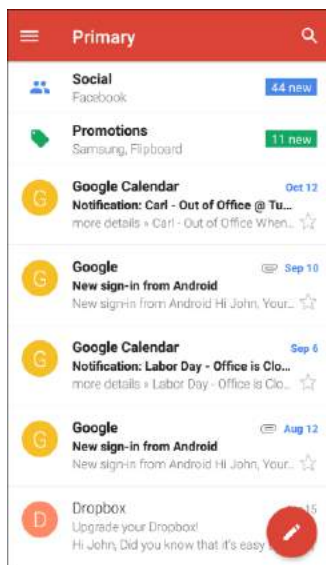 Primary
Social
Facebook
44 new
Promotions
Samsung, Flipboard
11 new
G
Google Calendar
Oct 12
Notification: Carl - Out of Office @ Tu...
more details » Carl - Out of Office When...
G
Google
Sep 10
New sign-in from Android
New sign-in from Android Hi John, Your...
G
Google Calendar
Sep 6
Notification: Labor Day - Office is Clo...
more details » Labor Day - Office is Clo...
G
Google
Aug 12
New sign-in from Android
New sign-in from Android Hi John, Your...
D
Dropbox
15
Upgrade your Dropbox!
Hi John, Did you know that it's easy